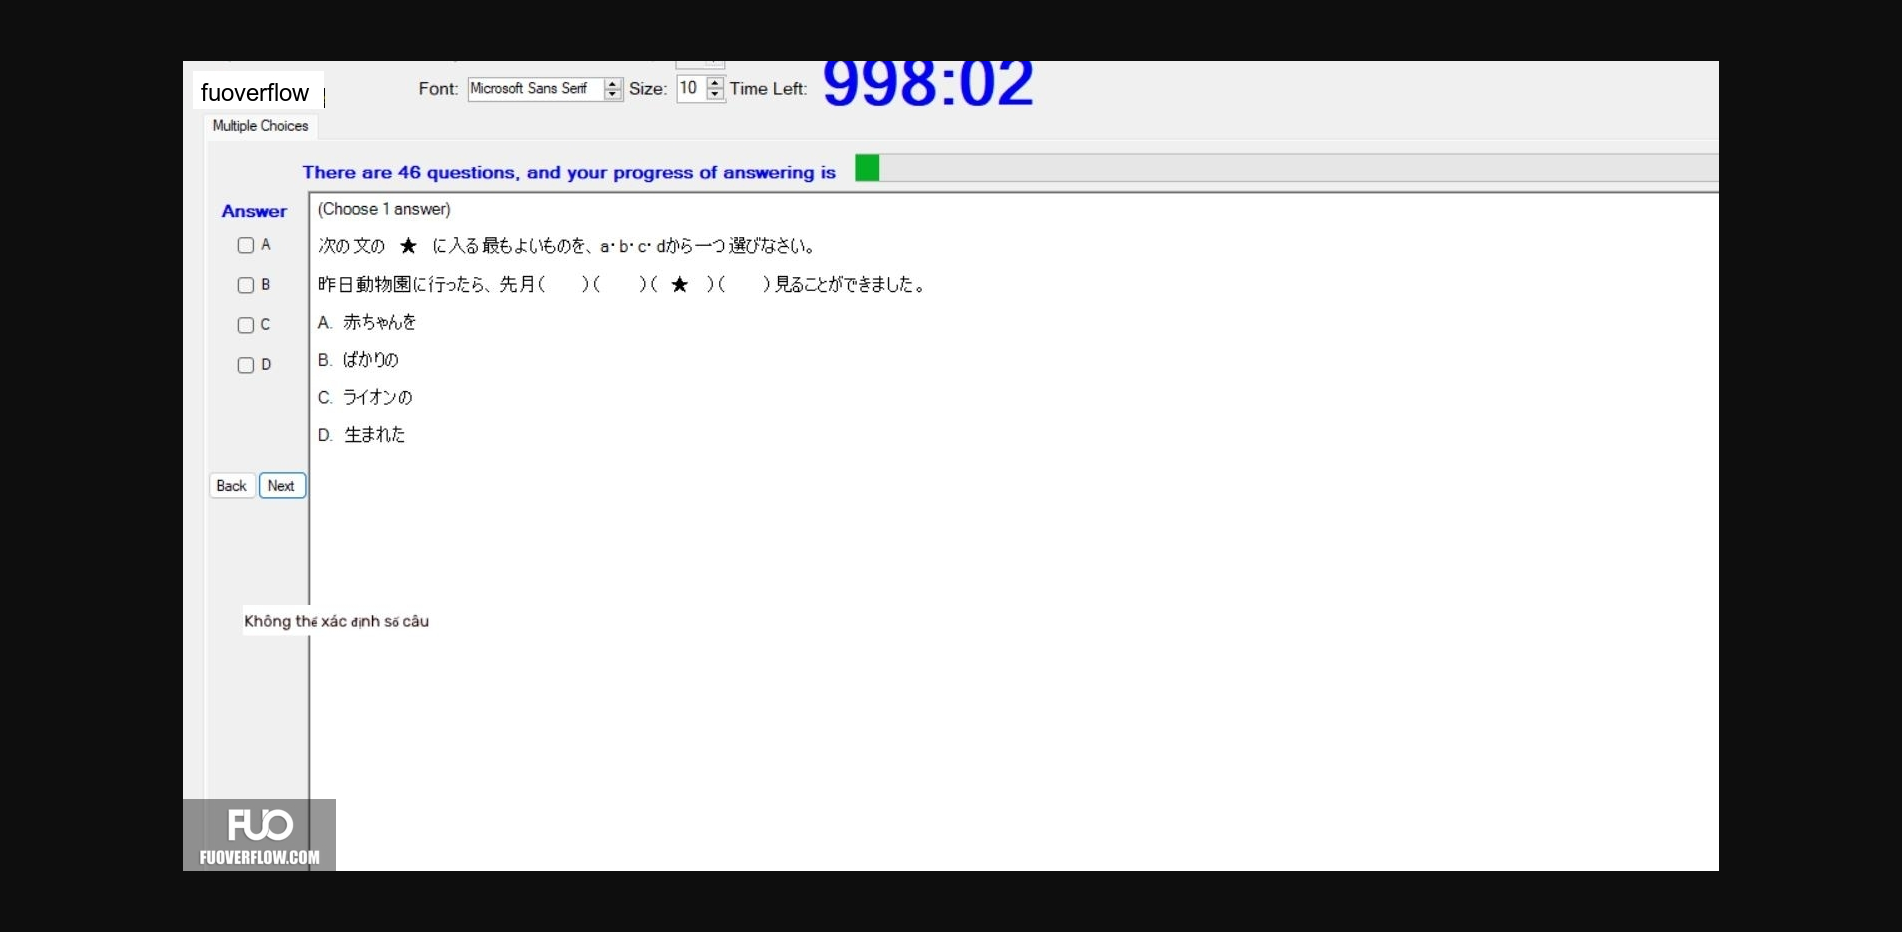 fuoverflow
Font: Microsoft Sans Serif Size: 10 Time Left: 998:02
Multiple Choices
There are 46 questions, and your progress of answering is
Answer
A
B
C
D
Back Next
(Choose 1 answer)
次の文の ★ に入る最もよいものを、a・b・c・dから一つ選びなさい。
昨日動物園に行ったら、先月(　　)(　　)( ★ )(　　)見ることができました。
A. 赤ちゃんを
B. ばかりの
C. ライオンの
D. 生まれた
Không thể xác định số câu
FUO
FUOVERFLOW.COM